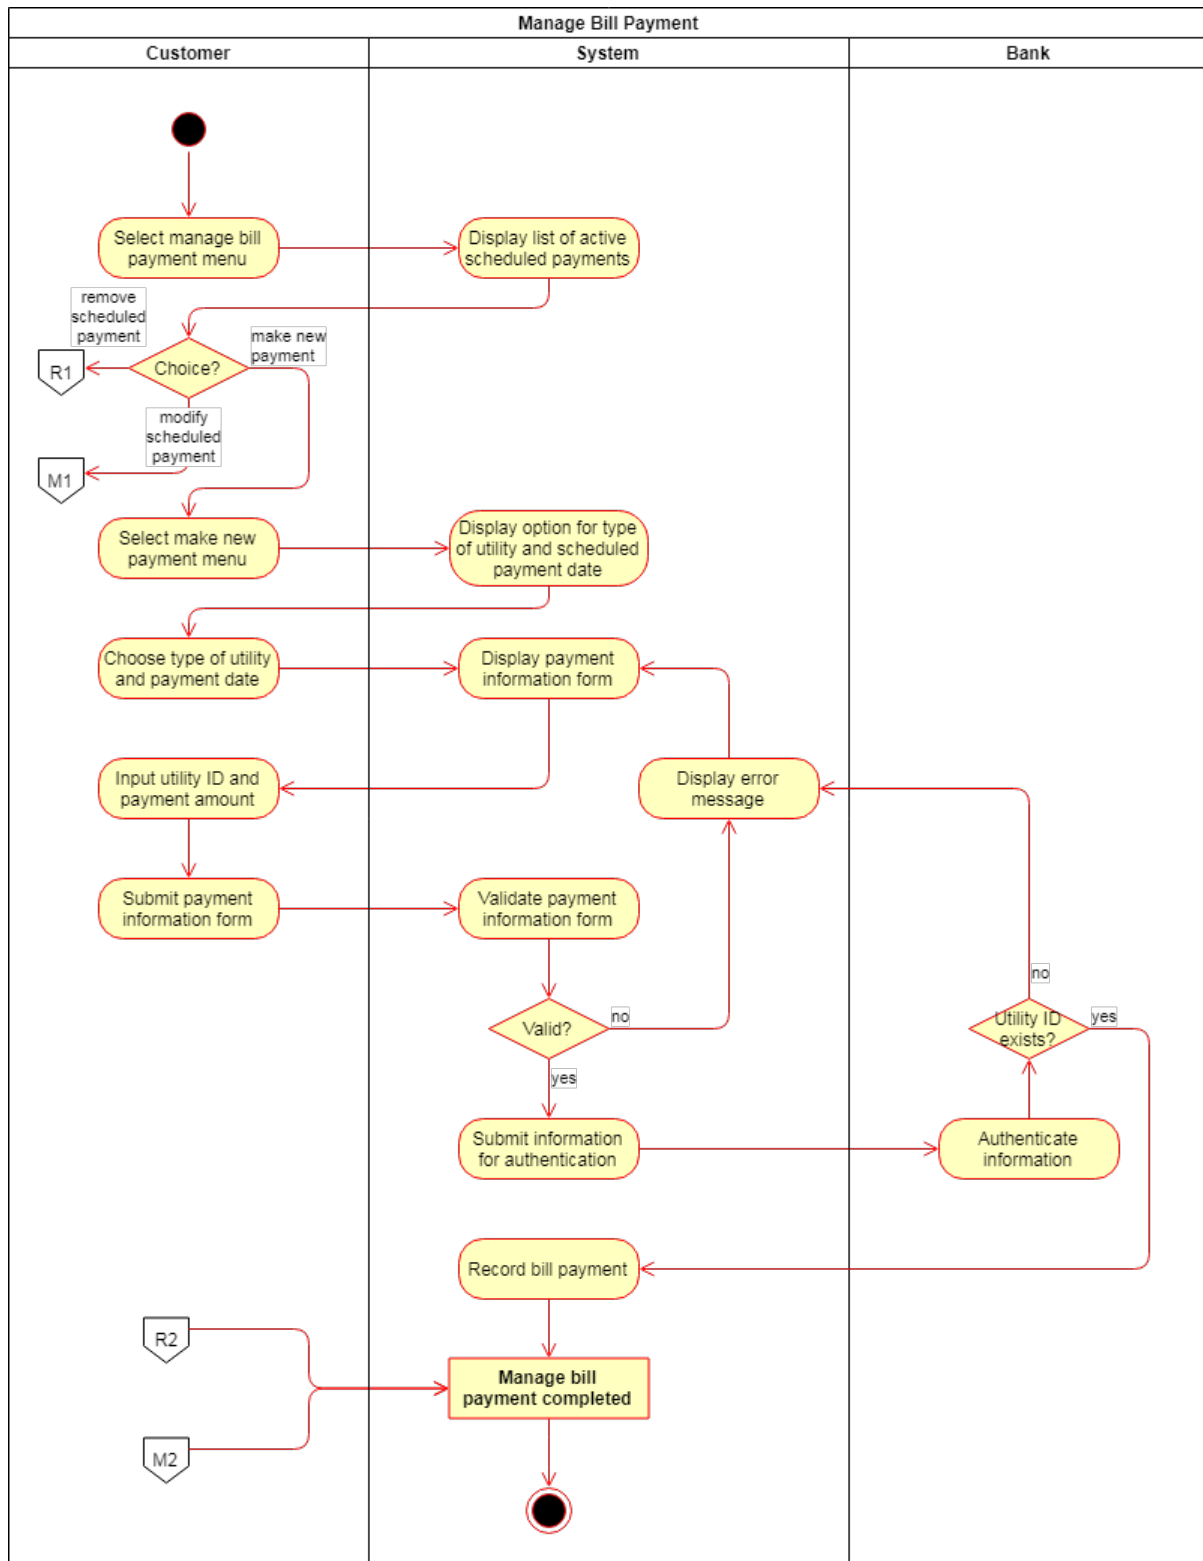 Manage Bill Payment
Customer
System
Bank
Select manage bill
payment menu
Display list of active
scheduled payments
remove
scheduled
payment
make new
payment
R1
Choice?
modify
scheduled
payment
M1
Select make new
payment menu
Display option for type
of utility and scheduled
payment date
Choose type of utility
and payment date
Display payment
information form
Input utility ID and
payment amount
Display error
message
Submit payment
information form
Validate payment
information form
no
Valid?
no
Utility ID
exists?
yes
yes
Submit information
for authentication
Authenticate
information
Record bill payment
R2
Manage bill
payment completed
M2